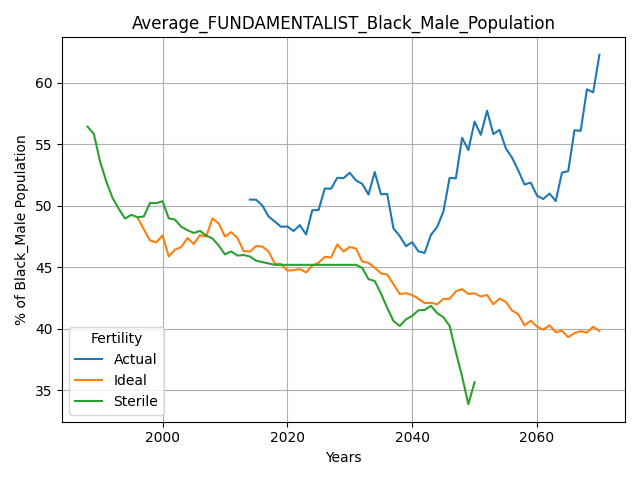 Average_FUNDAMENTALIST_Black_Male_Population
% of Black_Male Population
60
55
50
45
40
35
Fertility
Actual
Ideal
Sterile
2000
2020
2040
2060
Years